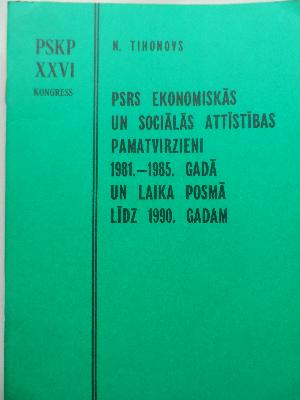 PSKP
XXVI
KONGRESS
N. TIHONOVS
PSRS EKONOMISKĀS
UN SOCIĀLĀS ATTĪSTĪBAS
PAMATVIRZIENI
1981.—1985. GADĀ
UN LAIKA POSMĀ
LĪDZ 1990. GADAM